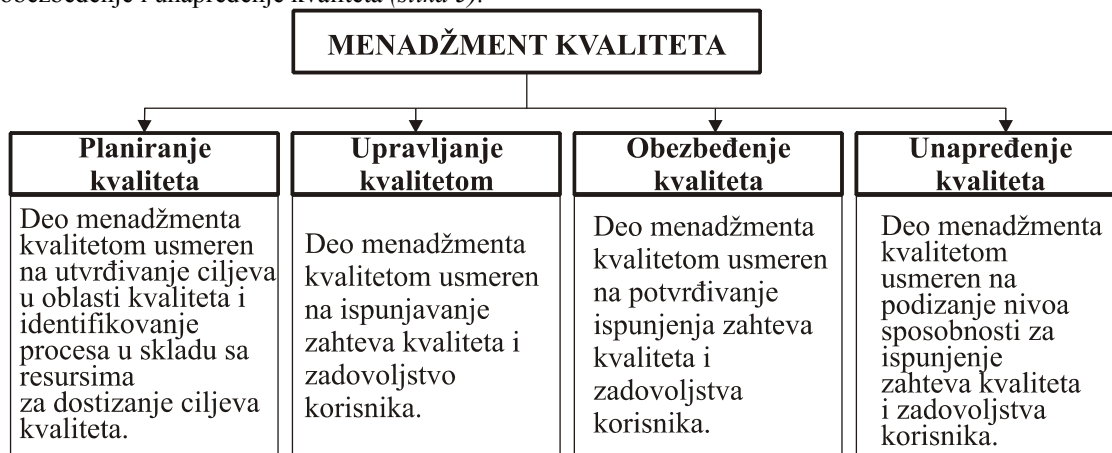 obezbeđenje i unapređenje kvaliteta (slika 3).
MENADŽMENT KVALITETA
Planiranje
kvaliteta
Deo menadžmenta
kvalitetom usmeren
na utvrđivanje ciljeva
u oblasti kvaliteta i
identifikovanje
procesa u skladu sa
resursima
za dostizanje ciljeva
kvaliteta.
Upravljanje
kvalitetom
Deo menadžmenta
kvalitetom usmeren
na ispunjavanje
zahteva kvaliteta i
zadovoljstvo
korisnika.
Obezbeđenje
kvaliteta
Deo menadžmenta
kvalitetom usmeren
na potvrđivanje
ispunjenja zahteva
kvaliteta i
zadovoljstva
korisnika.
Unapređenje
kvaliteta
Deo menadžmenta
kvalitetom
usmeren na
podizanje nivoa
sposobnosti za
ispunjenje
zahteva kvaliteta
i zadovoljstva
korisnika.